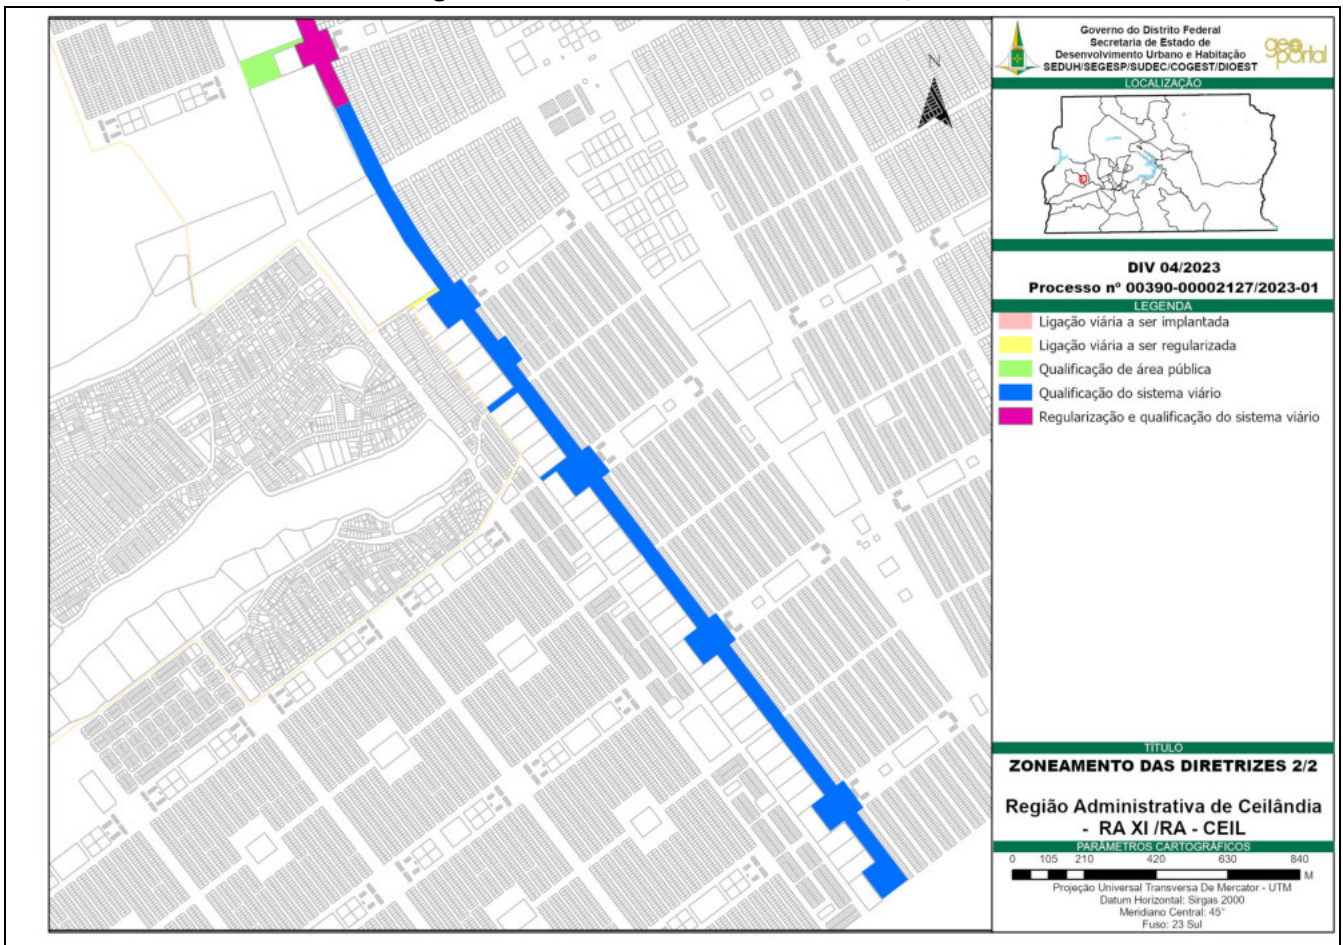 Governo do Distrito Federal
Secretaria de Estado de
Desenvolvimento Urbano e Habitação
SEDUH/SEGESP/SUDEC/COGEST/DIOEST
geo
portal
LOCALIZAÇÃO
N
DIV 04/2023
Processo nº 00390-00002127/2023-01
LEGENDA
Ligação viária a ser implantada
Ligação viária a ser regularizada
Qualificação de área pública
Qualificação do sistema viário
Regularização e qualificação do sistema viário
TÍTULO
ZONEAMENTO DAS DIRETRIZES 2/2
Região Administrativa de Ceilândia
- RA XI /RA - CEIL
PARÂMETROS CARTOGRÁFICOS
0 105 210 420 630 840
M
Projeção Universal Transversa De Mercator - UTM
Datum Horizontal: Sirgas 2000
Meridiano Central: 45°
Fuso: 23 Sul